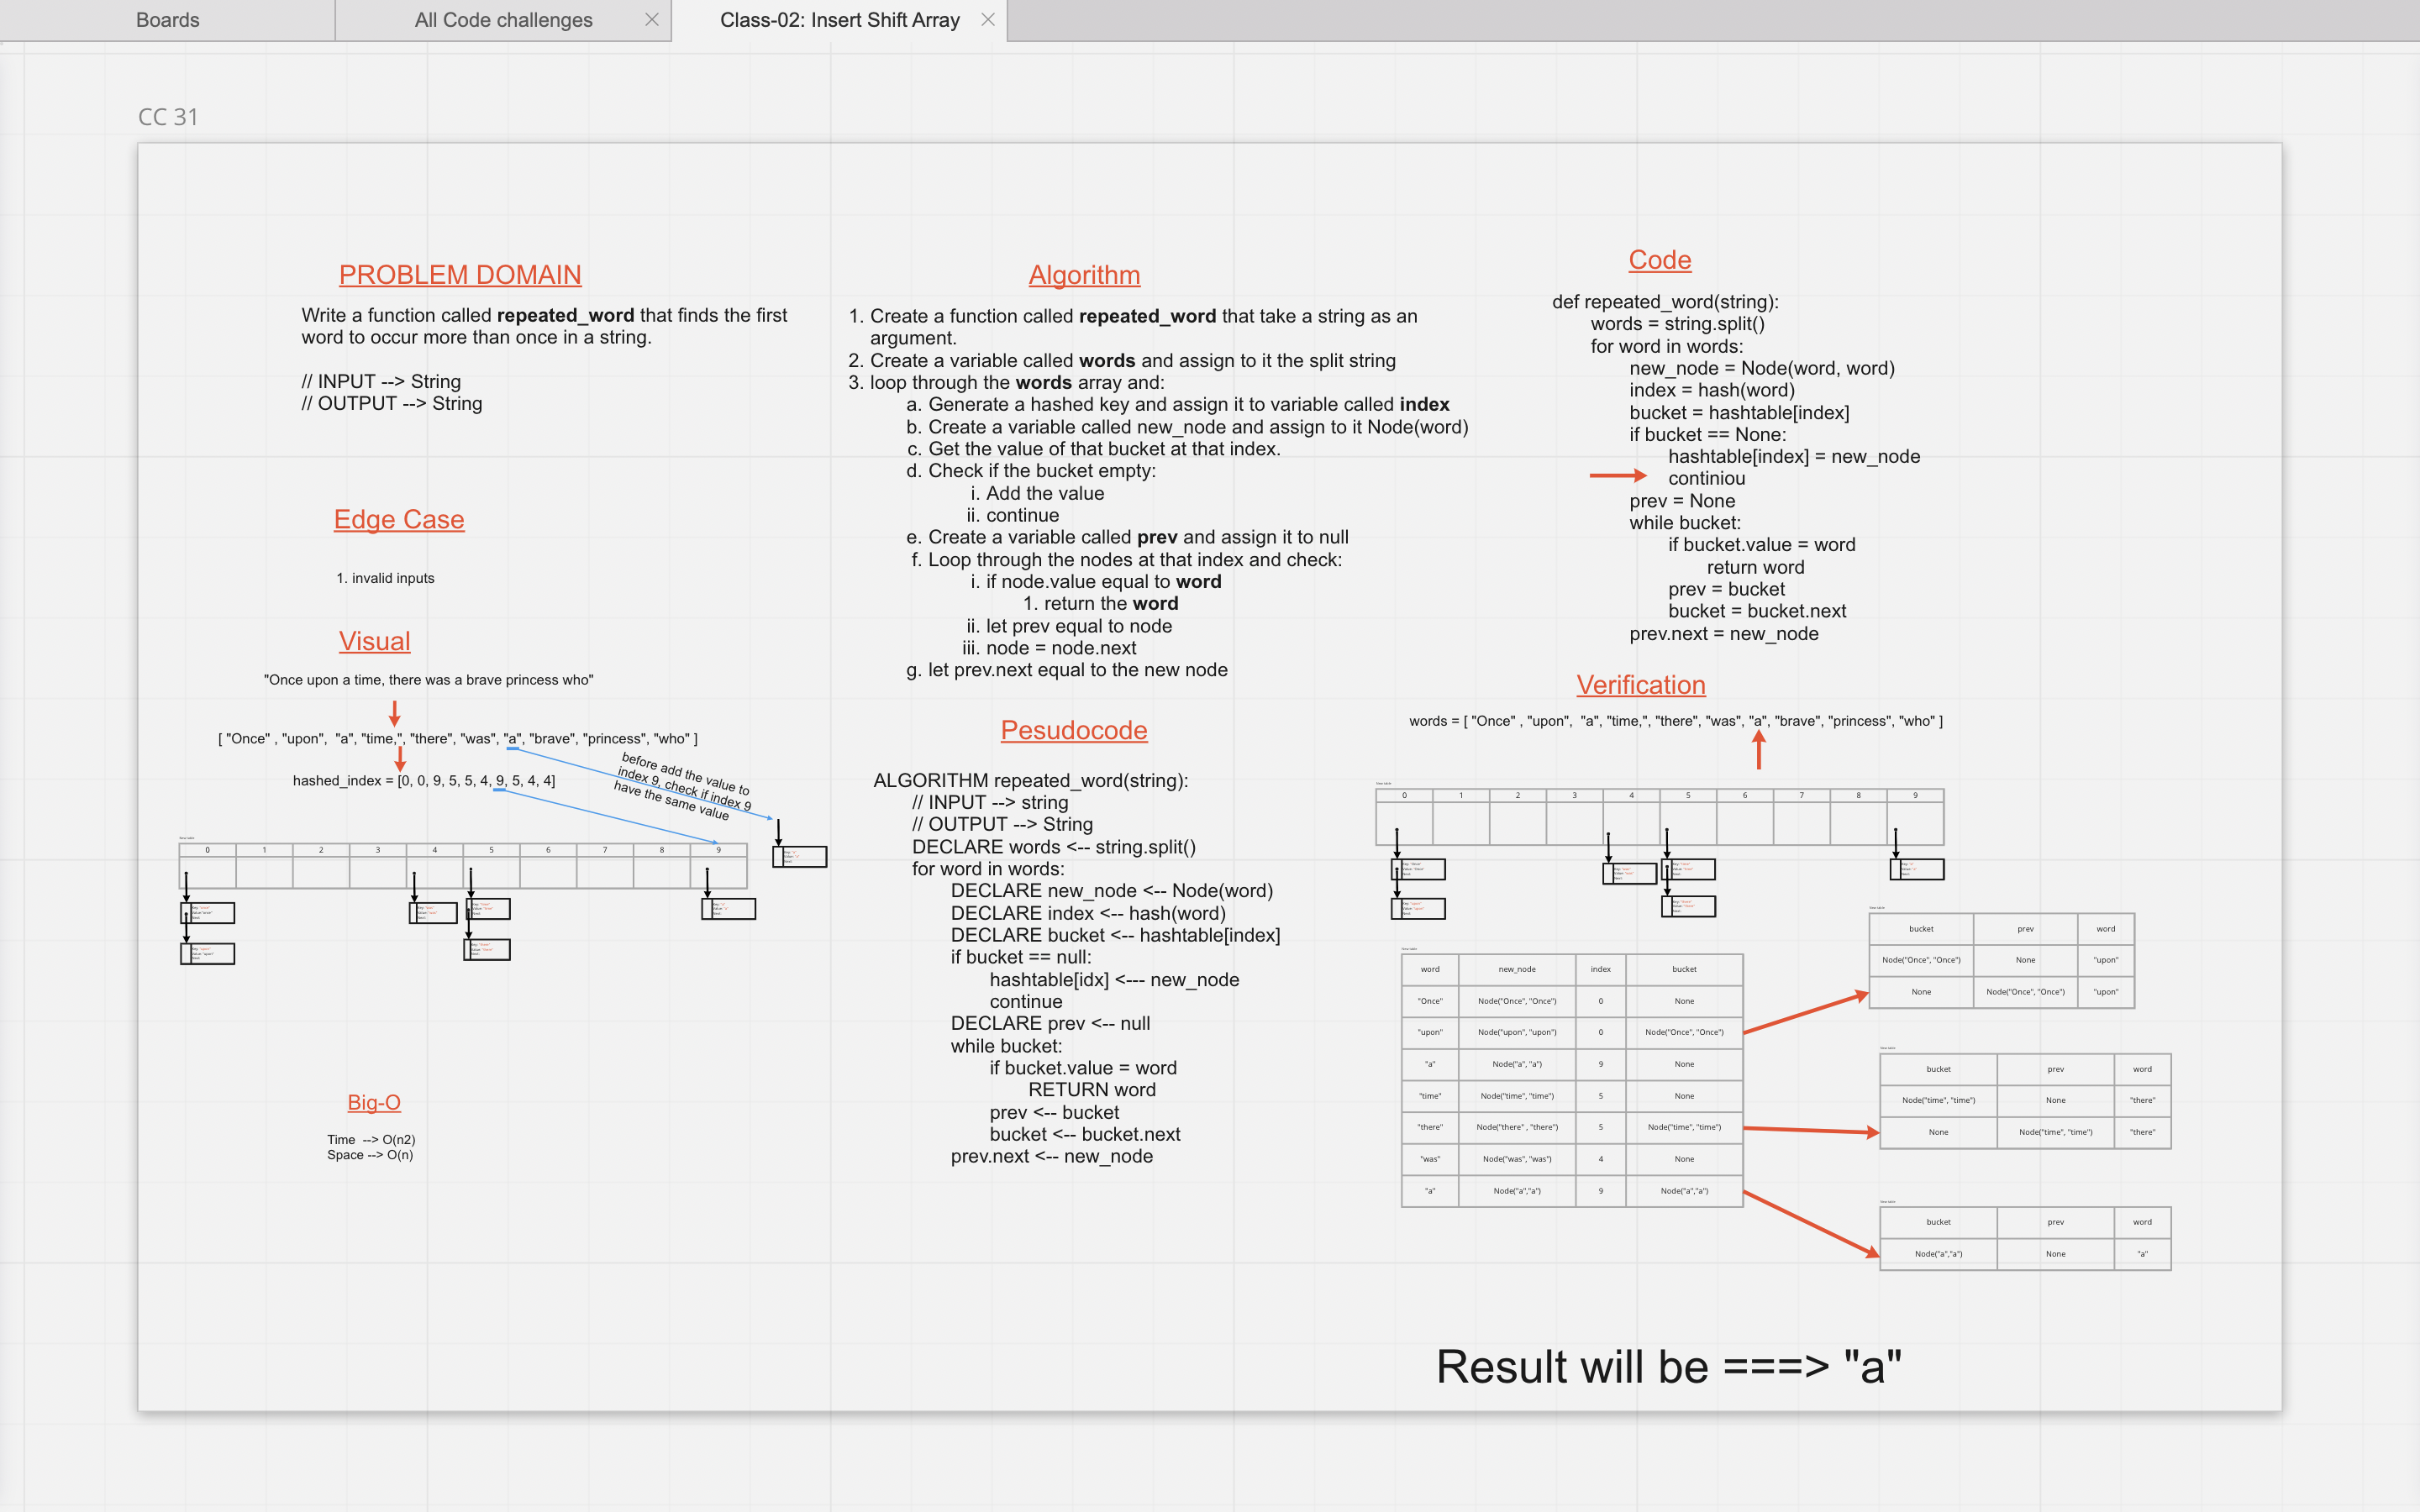 Boards
All Code challenges
Class-02: Insert Shift Array
CC 31
PROBLEM DOMAIN
Write a function called repeated_word that finds the first
word to occur more than once in a string.
// INPUT --> String
// OUTPUT --> String
Edge Case
1. invalid inputs
Visual
"Once upon a time, there was a brave princess who"
[ "Once" , "upon", "a", "time,", "there", "was", "a", "brave", "princess", "who" ]
hashed_index = [0, 0, 9, 5, 5, 4, 9, 5, 4, 4]
before add the value to
index 9, check if index 9
have the same value
0 1 2 3 4 5 6 7 8 9
Big-O
Time --> O(n2)
Space --> O(n)
Algorithm
1. Create a function called repeated_word that take a string as an
argument.
2. Create a variable called words and assign to it the split string
3. loop through the words array and:
a. Generate a hashed key and assign it to variable called index
b. Create a variable called new_node and assign to it Node(word)
c. Get the value of that bucket at that index.
d. Check if the bucket empty:
i. Add the value
ii. continue
e. Create a variable called prev and assign it to null
f. Loop through the nodes at that index and check:
i. if node.value equal to word
1. return the word
ii. let prev equal to node
iii. node = node.next
g. let prev.next equal to the new node
Pesudocode
ALGORITHM repeated_word(string):
// INPUT --> string
// OUTPUT --> String
DECLARE words <-- string.split()
for word in words:
DECLARE new_node <-- Node(word)
DECLARE index <-- hash(word)
DECLARE bucket <-- hashtable[index]
if bucket == null:
hashtable[idx] <--- new_node
continue
DECLARE prev <-- null
while bucket:
if bucket.value = word
RETURN word
prev <-- bucket
bucket <-- bucket.next
prev.next <-- new_node
Code
def repeated_word(string):
words = string.split()
for word in words:
new_node = Node(word, word)
index = hash(word)
bucket = hashtable[index]
if bucket == None:
hashtable[index] = new_node
continiou
prev = None
while bucket:
if bucket.value = word
return word
prev = bucket
bucket = bucket.next
prev.next = new_node
Verification
words = [ "Once" , "upon", "a", "time,", "there", "was", "a", "brave", "princess", "who" ]
0 1 2 3 4 5 6 7 8 9
word new_node index bucket
"Once" Node("Once", "Once") 0 None
"upon" Node("upon", "upon") 0 Node("Once", "Once")
"a" Node("a", "a") 9 None
"time" Node("time", "time") 5 None
"there" Node("there" , "there") 5 Node("time", "time")
"was" Node("was", "was") 4 None
"a" Node("a","a") 9 Node("a","a")
bucket prev word
Node("Once", "Once") None "upon"
None Node("Once", "Once") "upon"
bucket prev word
Node("time", "time") None "there"
None Node("time", "time") "there"
bucket prev word
Node("a","a") None "a"
Result will be ===> "a"